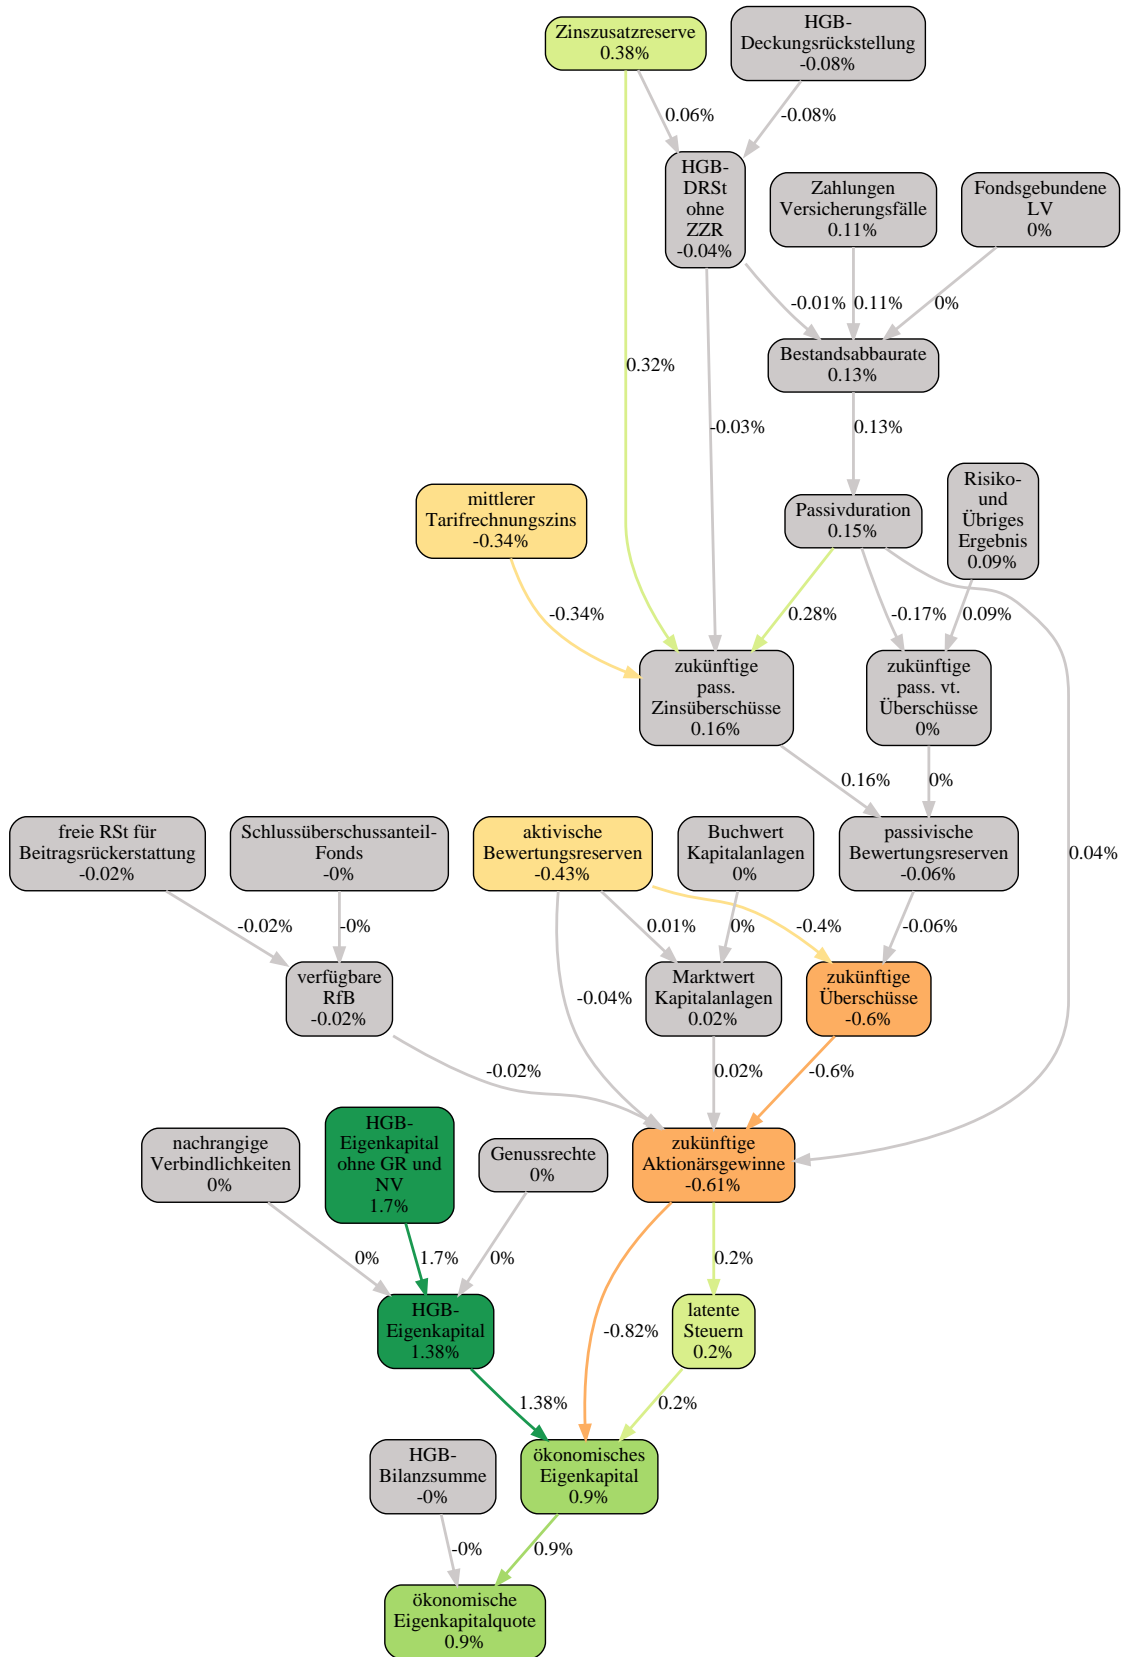 Zinszusatzreserve
0.38%
HGB-
Deckungsrückstellung
-0.08%
0.06%
-0.08%
HGB-
DRSt
ohne
ZZR
-0.04%
Zahlungen
Versicherungsfälle
0.11%
Fondsgebundene
LV
0%
-0.01%
0.11%
0%
Bestandsabbaurate
0.13%
0.32%
-0.03%
0.13%
mittlerer
Tarifrechnungszins
-0.34%
Passivduration
0.15%
Risiko-
und
Übriges
Ergebnis
0.09%
-0.34%
0.28%
-0.17%
0.09%
zukünftige
pass.
Zinsüberschüsse
0.16%
zukünftige
pass. vt.
Überschüsse
0%
0.16%
0%
0.04%
freie RSt für
Beitragsrückerstattung
-0.02%
Schlussüberschussanteil-
Fonds
-0%
aktivische
Bewertungsreserven
-0.43%
Buchwert
Kapitalanlagen
0%
passivische
Bewertungsreserven
-0.06%
-0.02%
-0%
0.01%
0%
-0.4%
-0.06%
verfügbare
RfB
-0.02%
-0.04%
Marktwert
Kapitalanlagen
0.02%
zukünftige
Überschüsse
-0.6%
-0.02%
0.02%
-0.6%
nachrangige
Verbindlichkeiten
0%
HGB-
Eigenkapital
ohne GR und
NV
1.7%
Genussrechte
0%
zukünftige
Aktionärsgewinne
-0.61%
0%
1.7%
0%
0.2%
HGB-
Eigenkapital
1.38%
-0.82%
latente
Steuern
0.2%
1.38%
0.2%
HGB-
Bilanzsumme
-0%
ökonomisches
Eigenkapital
0.9%
-0%
0.9%
ökonomische
Eigenkapitalquote
0.9%